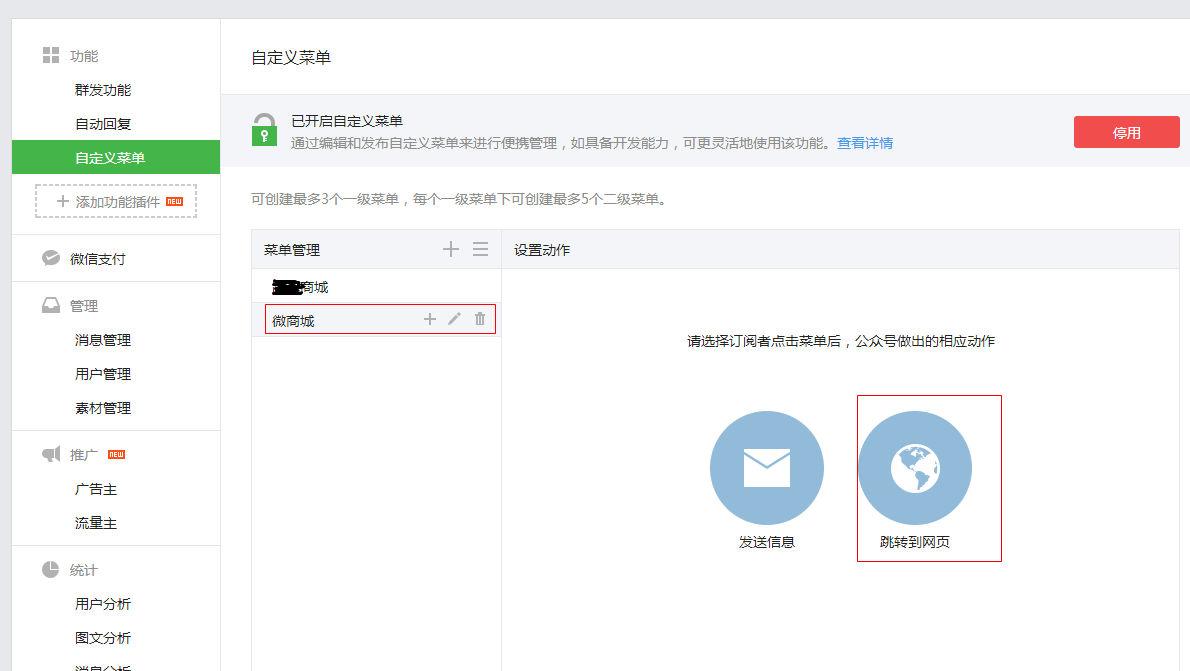 功能
群发功能
自动回复
自定义菜单
添加功能插件 NEW
微信支付
管理
消息管理
用户管理
素材管理
推广 NEW
广告主
流量主
统计
用户分析
图文分析
消息分析
自定义菜单
已开启自定义菜单
通过编辑和发布自定义菜单来进行便携管理，如具备开发能力，可更灵活地使用该功能。查看详情
停用
可创建最多3个一级菜单，每个一级菜单下可创建最多5个二级菜单。
菜单管理
商城
微商城
设置动作
请选择订阅者点击菜单后，公众号做出的相应动作
发送信息
跳转到网页